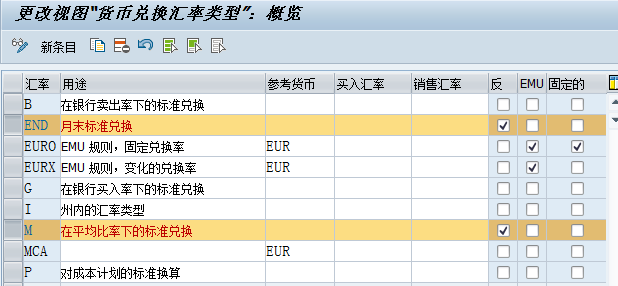 更改视图"货币兑换汇率类型"：概览
新条目
汇率 用途 参考货币 买入汇率 销售汇率 反 EMU 固定的
B 在银行卖出率下的标准兑换
END 月末标准兑换
EURO EMU 规则，固定兑换率 EUR
EURX EMU 规则，变化的兑换率 EUR
G 在银行买入率下的标准兑换
I 州内的汇率类型
M 在平均比率下的标准兑换
MCA EUR
P 对成本计划的标准换算